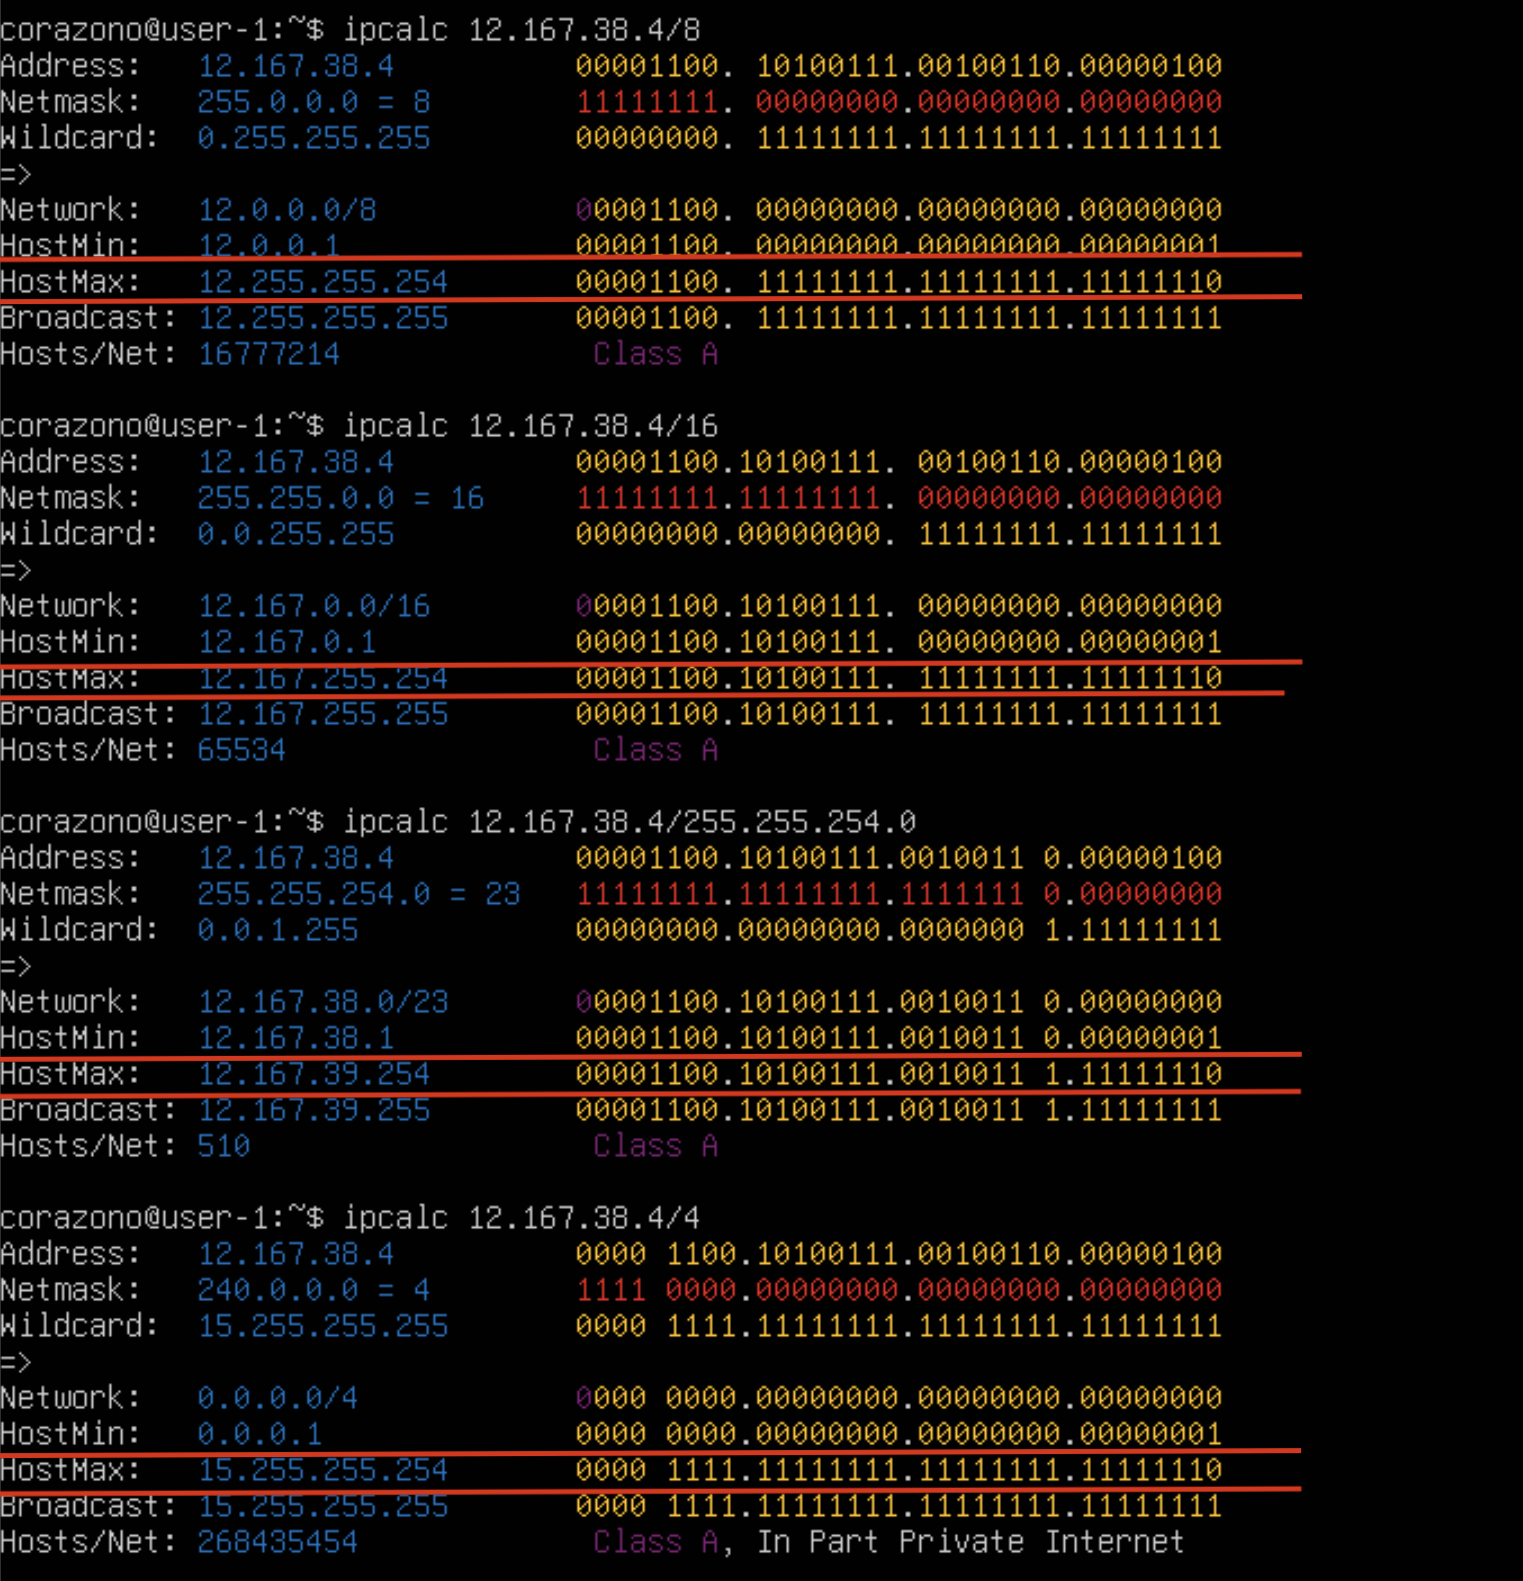 corazono@user-1:~$ ipcalc 12.167.38.4/8
Address:   12.167.38.4          00001100. 10100111.00100110.00000100
Netmask:   255.0.0.0 = 8        11111111. 00000000.00000000.00000000
Wildcard:  0.255.255.255        00000000. 11111111.11111111.11111111
=>
Network:   12.0.0.0/8           00001100. 00000000.00000000.00000000
HostMin:   12.0.0.1             00001100. 00000000.00000000.00000001
HostMax:   12.255.255.254       00001100. 11111111.11111111.11111110
Broadcast: 12.255.255.255       00001100. 11111111.11111111.11111111
Hosts/Net: 16777214              Class A
corazono@user-1:~$ ipcalc 12.167.38.4/16
Address:   12.167.38.4          00001100.10100111. 00100110.00000100
Netmask:   255.255.0.0 = 16     11111111.11111111. 00000000.00000000
Wildcard:  0.0.255.255          00000000.00000000. 11111111.11111111
=>
Network:   12.167.0.0/16        00001100.10100111. 00000000.00000000
HostMin:   12.167.0.1           00001100.10100111. 00000000.00000001
HostMax:   12.167.255.254       00001100.10100111. 11111111.11111110
Broadcast: 12.167.255.255       00001100.10100111. 11111111.11111111
Hosts/Net: 65534                 Class A
corazono@user-1:~$ ipcalc 12.167.38.4/255.255.254.0
Address:   12.167.38.4          00001100.10100111.0010011 0.00000100
Netmask:   255.255.254.0 = 23   11111111.11111111.1111111 0.00000000
Wildcard:  0.0.1.255            00000000.00000000.0000000 1.11111111
=>
Network:   12.167.38.0/23       00001100.10100111.0010011 0.00000000
HostMin:   12.167.38.1          00001100.10100111.0010011 0.00000001
HostMax:   12.167.39.254        00001100.10100111.0010011 1.11111110
Broadcast: 12.167.39.255        00001100.10100111.0010011 1.11111111
Hosts/Net: 510                   Class A
corazono@user-1:~$ ipcalc 12.167.38.4/4
Address:   12.167.38.4          0000 1100.10100111.00100110.00000100
Netmask:   240.0.0.0 = 4        1111 0000.00000000.00000000.00000000
Wildcard:  15.255.255.255       0000 1111.11111111.11111111.11111111
=>
Network:   0.0.0.0/4            0000 0000.00000000.00000000.00000000
HostMin:   0.0.0.1              0000 0000.00000000.00000000.00000001
HostMax:   15.255.255.254       0000 1111.11111111.11111111.11111110
Broadcast: 15.255.255.255       0000 1111.11111111.11111111.11111111
Hosts/Net: 268435454             Class A, In Part Private Internet